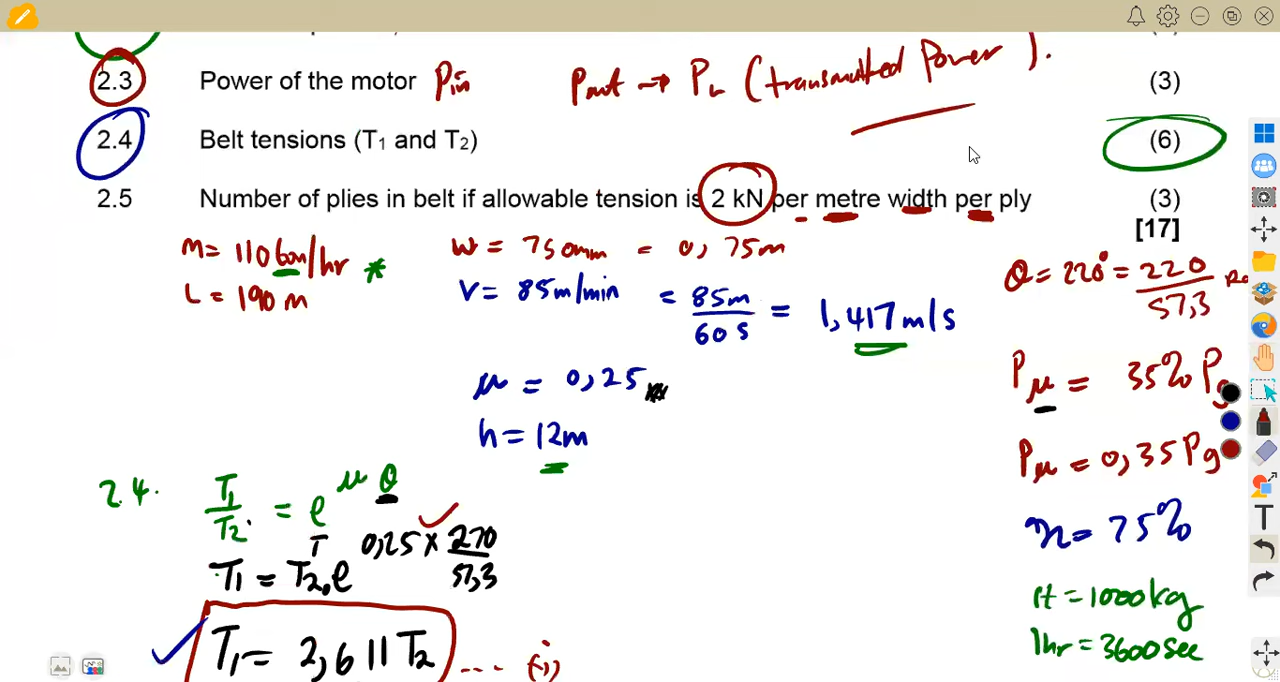 2.3 Power of the motor Pin Pout → Pμ (transmitted Power). (3)
2.4 Belt tensions (T₁ and T₂) (6)
2.5 Number of plies in belt if allowable tension is 2 kN per metre width per ply (3)
[17]
M = 110 ton/hr *
L = 190 m
W = 750mm = 0,75m
V = 85m/min = 85m/60s = 1,417 m/s
μ = 0,25
h = 12m
θ = 220° = 220/57,3
Pμ = 35% Pg
Pμ = 0,35 Pg
η = 75%
1t = 1000kg
1hr = 3600sec
2.4. T₁/T₂ = e^μθ
T₁ = T₂.e^0,25 × 270/57,3
T₁ = 2,611 T₂ .... (i)
T